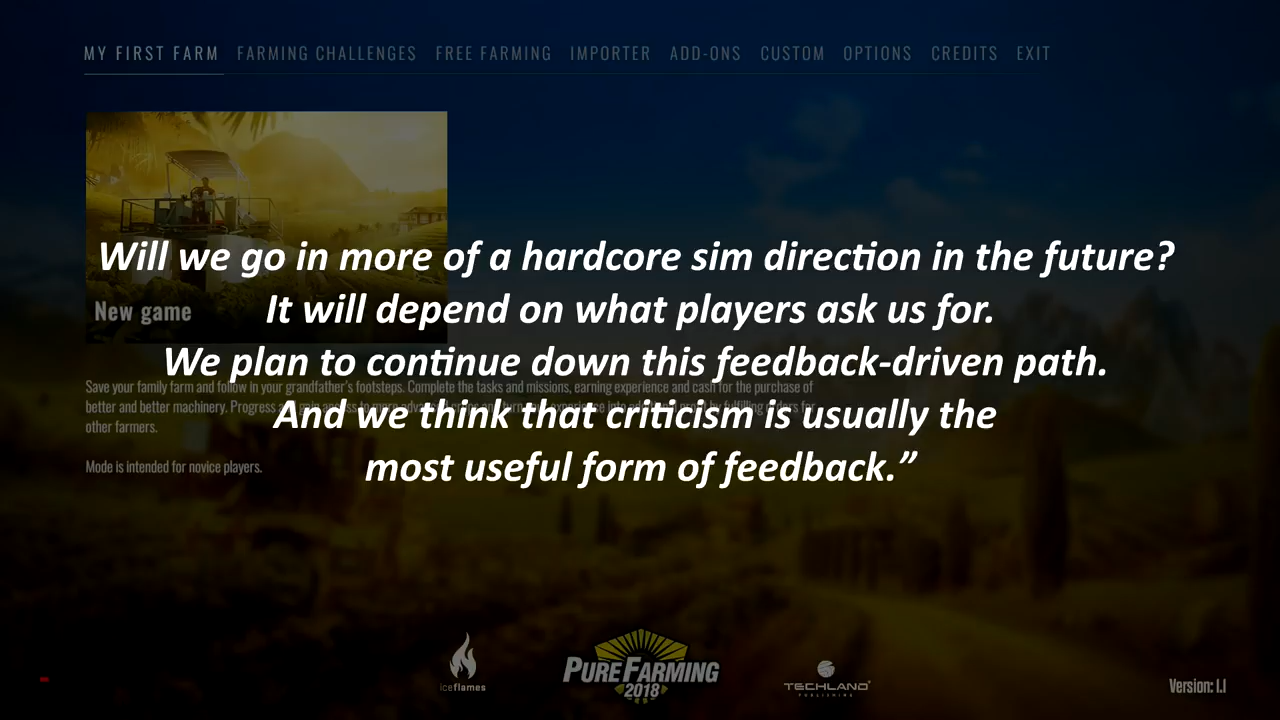 MY FIRST FARM FARMING CHALLENGES FREE FARMING IMPORTER ADD-ONS CUSTOM OPTIONS CREDITS EXIT
Will we go in more of a hardcore sim direction in the future?
New game
It will depend on what players ask us for.
We plan to continue down this feedback-driven path.
Save your family farm and follow in your grandfather's footsteps. Complete the tasks and missions, earning experience and cash for the purchase of
better and better machinery. Progress
And we think that criticism is usually the
other farmers.
Mode is intended for novice players.
most useful form of feedback.”
iceflames
PURE FARMING
2018
TECHLAND
PUBLISHING
Version: 1.1